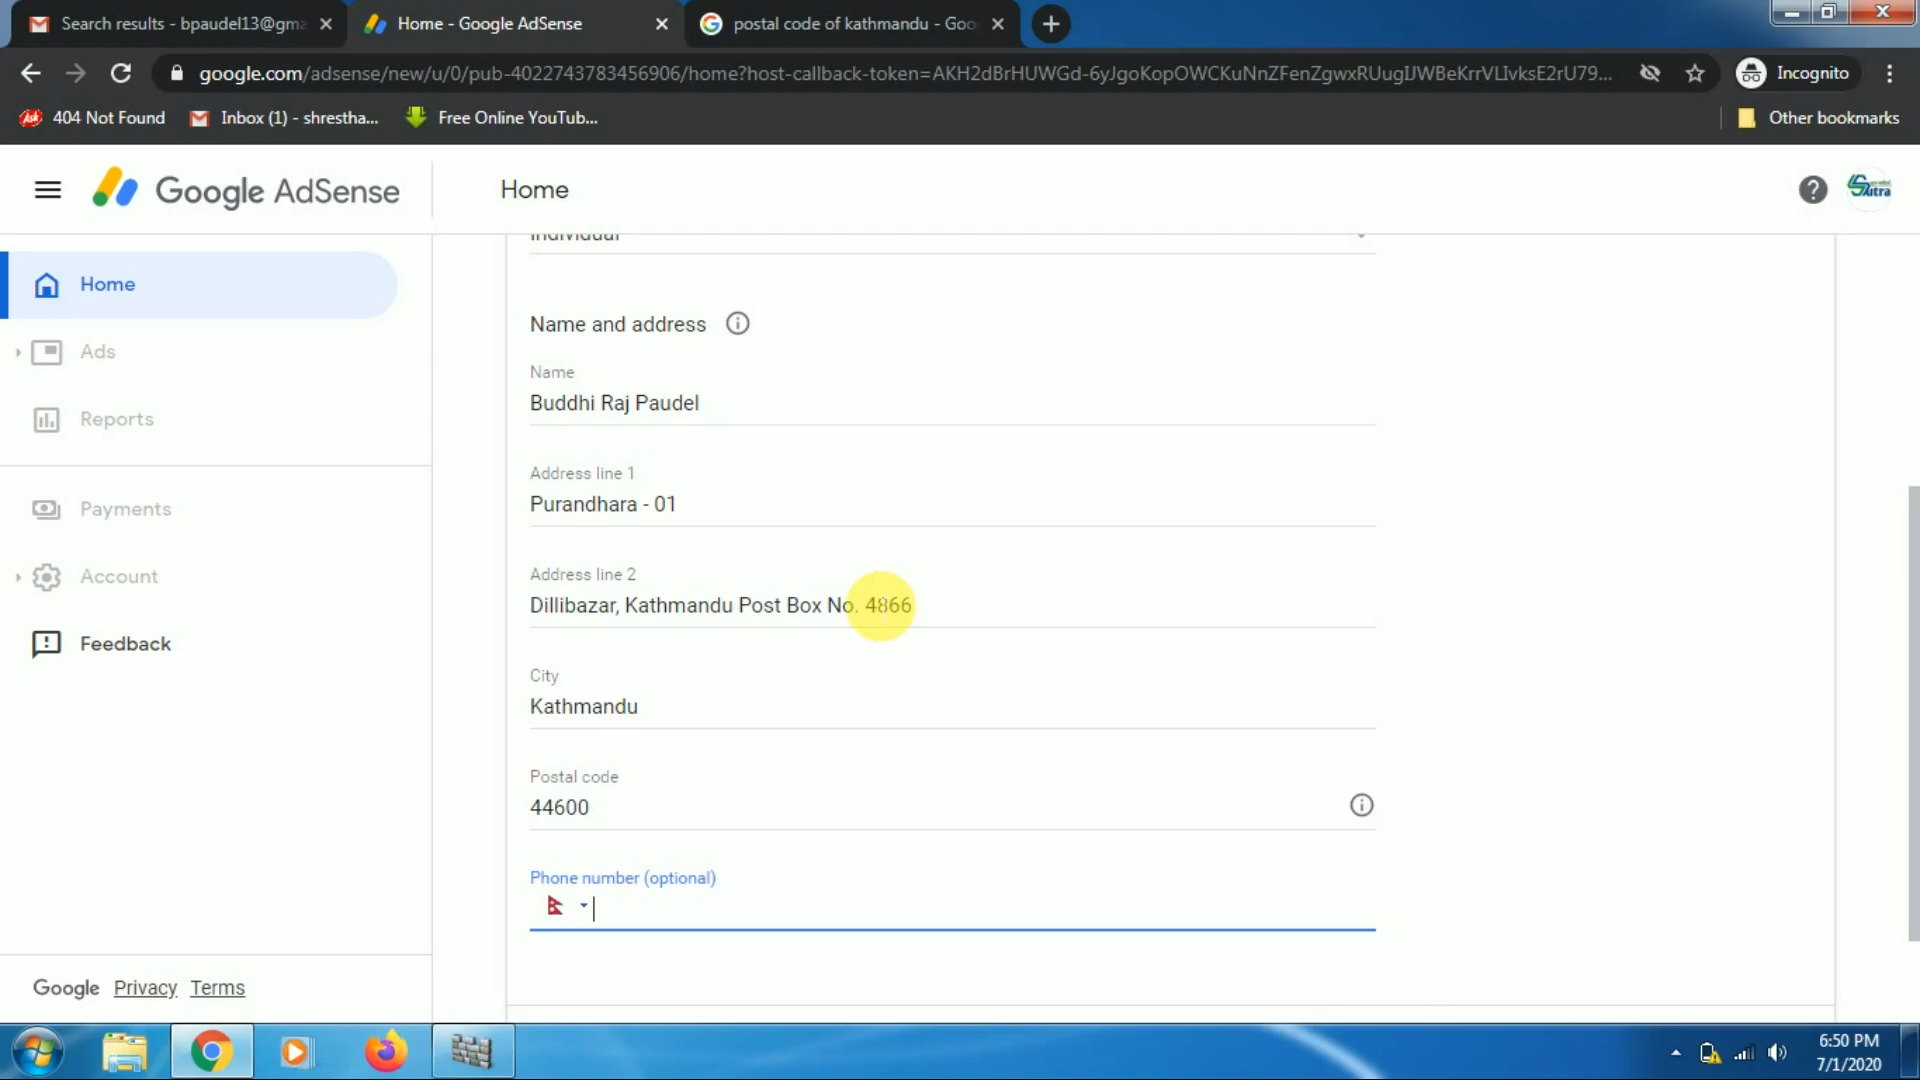 Search results - bpaudel13@gma
Home - Google AdSense
postal code of kathmandu - Goo
google.com/adsense/new/u/0/pub-4022743783456906/home?host-callback-token=AKH2dBrHUWGd-6yJgoKopOWCKuNnZFenZgwxRUugIJWBeKrrVLIvksE2rU79...
Incognito
404 Not Found
Inbox (1) - shrestha...
Free Online YouTub...
Other bookmarks
Google AdSense
Home
Home
Ads
Reports
Payments
Account
Feedback
Google Privacy Terms
Individual
Name and address
Name
Buddhi Raj Paudel
Address line 1
Purandhara - 01
Address line 2
Dillibazar, Kathmandu Post Box No. 4866
City
Kathmandu
Postal code
44600
Phone number (optional)
6:50 PM
7/1/2020